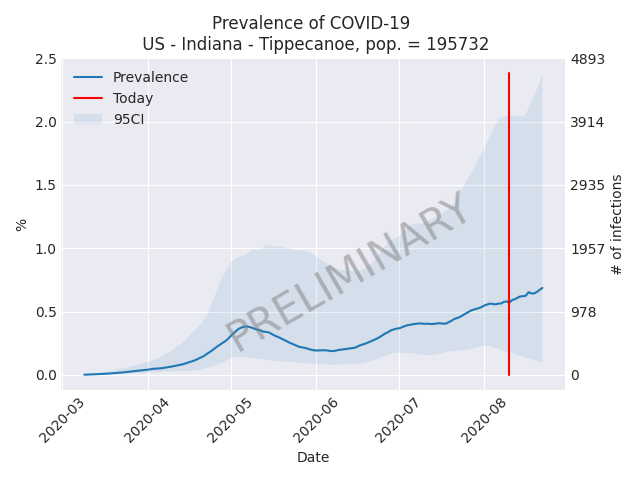 Prevalence of COVID-19
US - Indiana - Tippecanoe, pop. = 195732
Prevalence
Today
95CI
PRELIMINARY
2.5
2.0
1.5
1.0
0.5
0.0
%
4893
3914
2935
1957
978
0
# of infections
2020-03
2020-04
2020-05
2020-06
2020-07
2020-08
Date